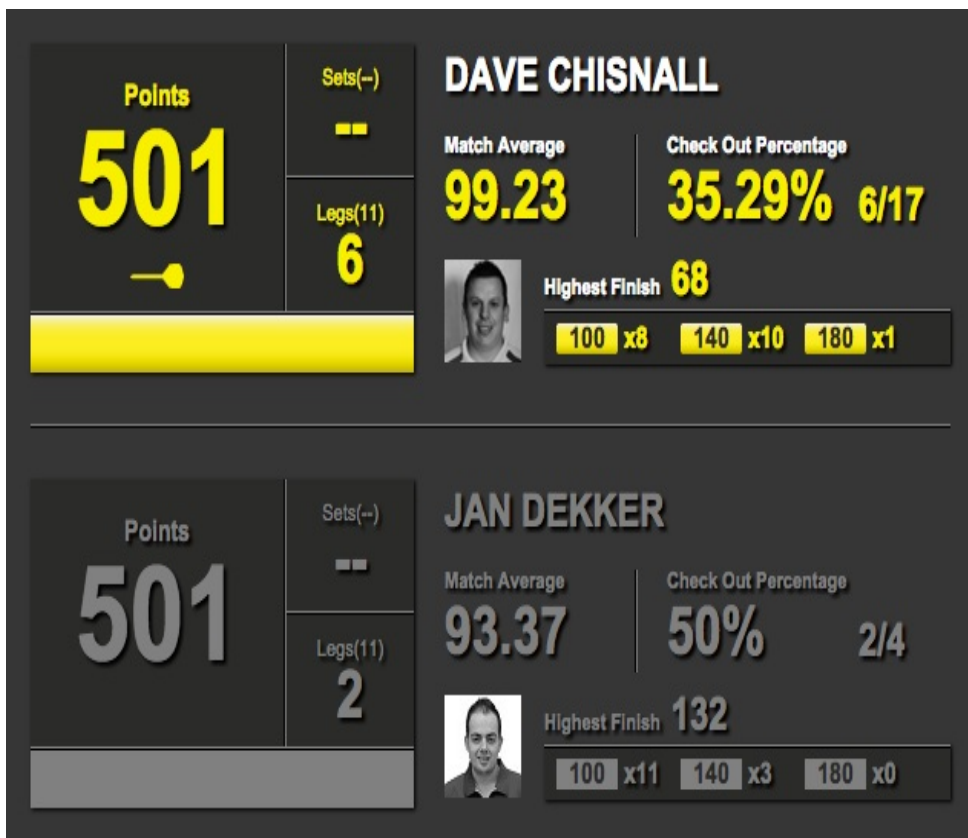 DAVE CHISNALL
Points
501
Sets(--)
--
Legs(11)
6
Match Average
99.23
Check Out Percentage
35.29% 6/17
Highest Finish 68
100 x8 140 x10 180 x1
JAN DEKKER
Points
501
Sets(--)
--
Legs(11)
2
Match Average
93.37
Check Out Percentage
50% 2/4
Highest Finish 132
100 x11 140 x3 180 x0